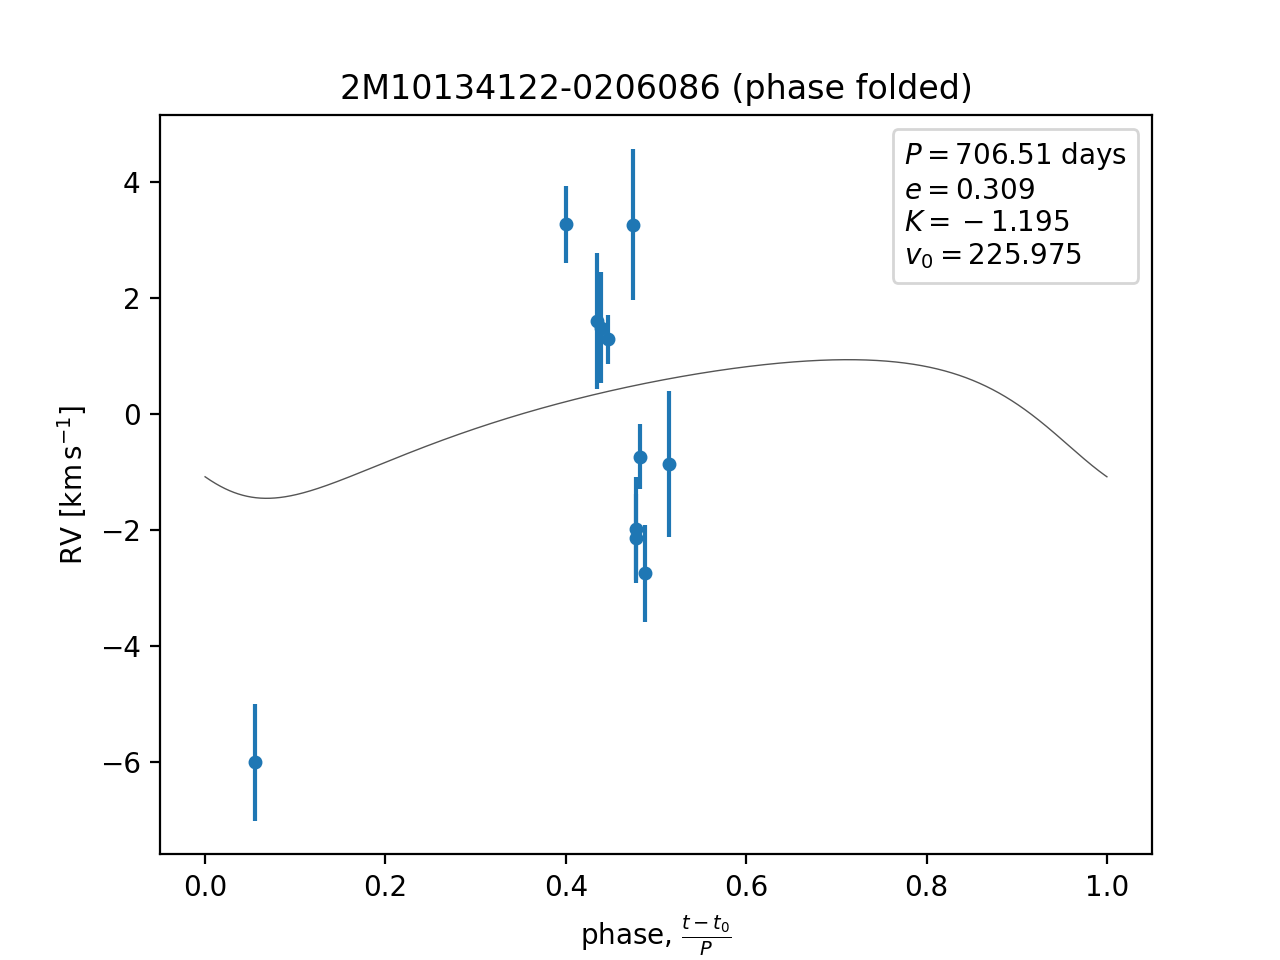 2M10134122-0206086 (phase folded)
P = 706.51 days
e = 0.309
K = −1.195
v₀ = 225.975
4
2
0
−2
−4
−6
RV [km s⁻¹]
0.0 0.2 0.4 0.6 0.8 1.0
phase, (t − t₀)/P